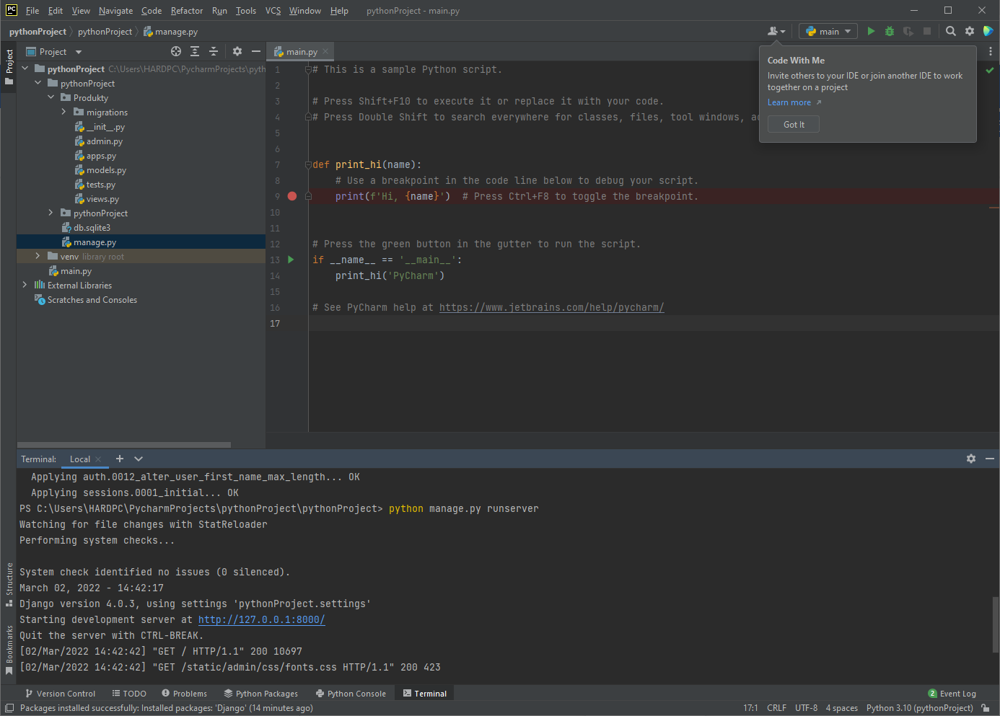 PC File Edit View Navigate Code Refactor Run Tools VCS Window Help pythonProject - main.py
pythonProject pythonProject manage.py main
Project
Project
main.py
pythonProject C:\Users\HARDPC\PycharmProjects\pyth
pythonProject
Produkty
migrations
__init__.py
admin.py
apps.py
models.py
tests.py
views.py
pythonProject
db.sqlite3
manage.py
venv library root
main.py
External Libraries
Scratches and Consoles
1 # This is a sample Python script.
2
3 # Press Shift+F10 to execute it or replace it with your code.
4 # Press Double Shift to search everywhere for classes, files, tool windows, ac
5
6
7 def print_hi(name):
8 # Use a breakpoint in the code line below to debug your script.
9 print(f'Hi, {name}') # Press Ctrl+F8 to toggle the breakpoint.
10
11
12 # Press the green button in the gutter to run the script.
13 if __name__ == '__main__':
14 print_hi('PyCharm')
15
16 # See PyCharm help at https://www.jetbrains.com/help/pycharm/
17
Code With Me
Invite others to your IDE or join another IDE to work
together on a project
Learn more ↗
Got It
Terminal: Local
Applying auth.0012_alter_user_first_name_max_length... OK
Applying sessions.0001_initial... OK
PS C:\Users\HARDPC\PycharmProjects\pythonProject\pythonProject> python manage.py runserver
Watching for file changes with StatReloader
Performing system checks...
System check identified no issues (0 silenced).
March 02, 2022 - 14:42:17
Django version 4.0.3, using settings 'pythonProject.settings'
Starting development server at http://127.0.0.1:8000/
Quit the server with CTRL-BREAK.
[02/Mar/2022 14:42:42] "GET / HTTP/1.1" 200 10697
[02/Mar/2022 14:42:42] "GET /static/admin/css/fonts.css HTTP/1.1" 200 423
Structure
Bookmarks
Version Control TODO Problems Python Packages Python Console Terminal 2 Event Log
Packages installed successfully: Installed packages: 'Django' (14 minutes ago) 17:1 CRLF UTF-8 4 spaces Python 3.10 (pythonProject)